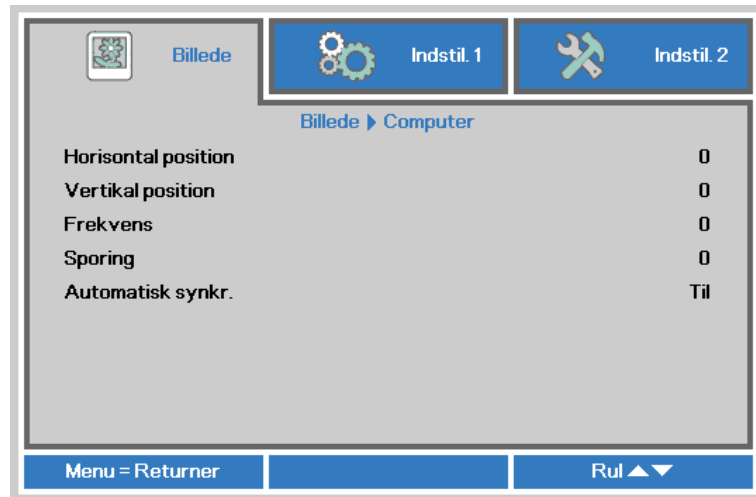 Billede
Indstil. 1
Indstil. 2
Billede ▶ Computer
Horisontal position 0
Vertikal position 0
Frekvens 0
Sporing 0
Automatisk synkr. Til
Menu = Returner
Rul ▲▼